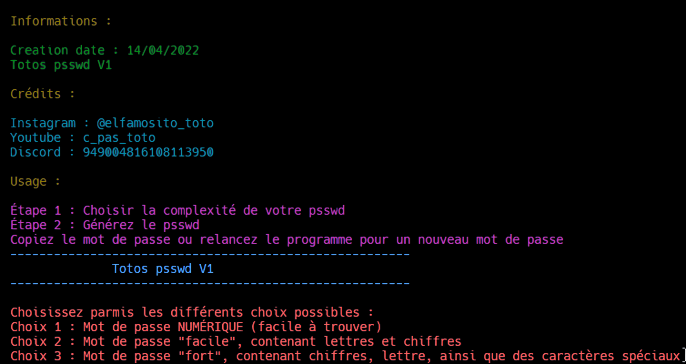 Informations :
Creation date : 14/04/2022
Totos psswd V1
Crédits :
Instagram : @elfamosito_toto
Youtube : c_pas_toto
Discord : 949004816108113950
Usage :
Étape 1 : Choisir la complexité de votre psswd
Étape 2 : Générez le psswd
Copiez le mot de passe ou relancez le programme pour un nouveau mot de passe
-------------------------------------------------------
Totos psswd V1
-------------------------------------------------------
Choisissez parmis les différents choix possibles :
Choix 1 : Mot de passe NUMÉRIQUE (facile à trouver)
Choix 2 : Mot de passe "facile", contenant lettres et chiffres
Choix 3 : Mot de passe "fort", contenant chiffres, lettre, ainsi que des caractères spéciaux